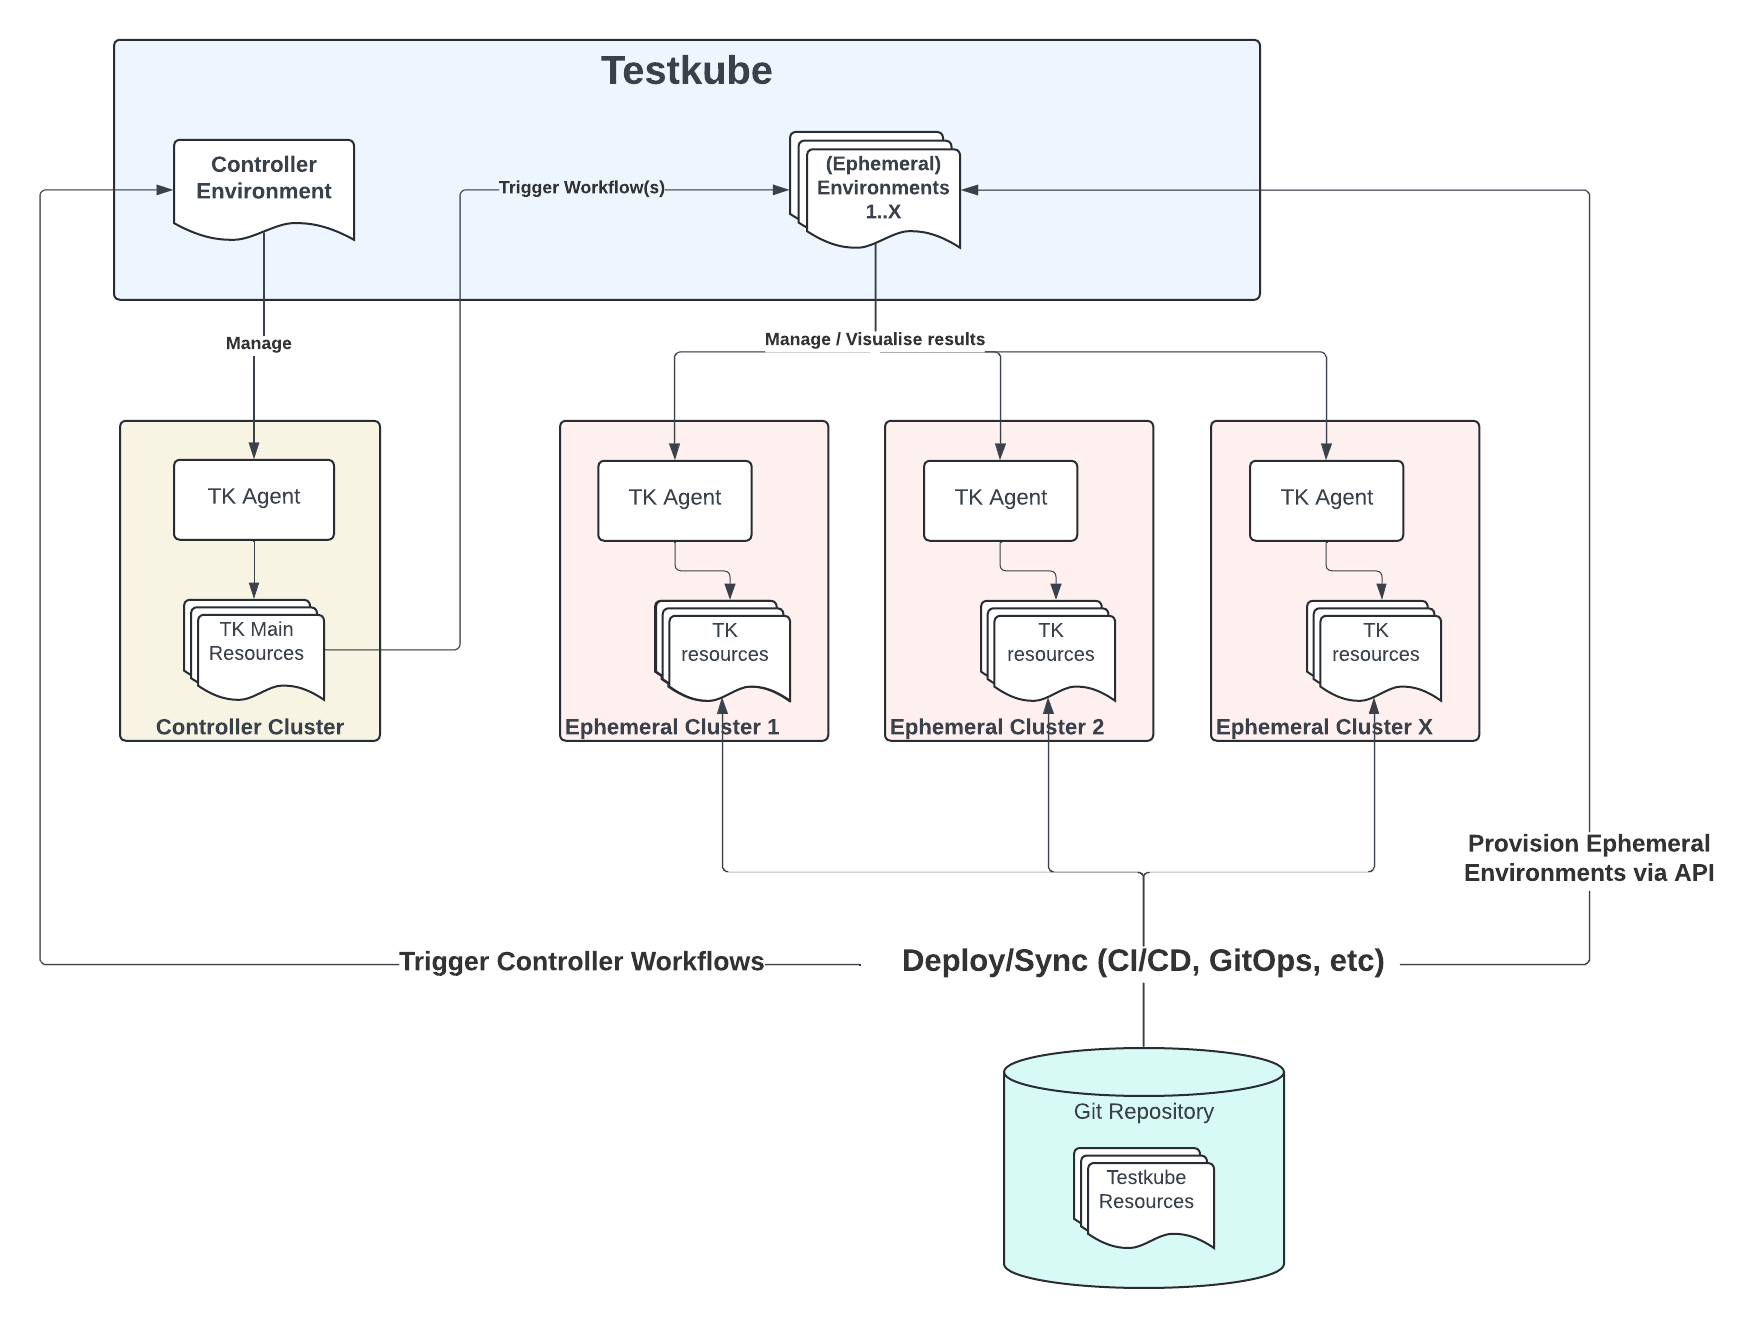 Testkube
Controller
Environment
Trigger Workflow(s)
(Ephemeral)
Environments
1..X
Manage
Manage / Visualise results
TK Agent
TK Main
Resources
Controller Cluster
TK Agent
TK
resources
Ephemeral Cluster 1
TK Agent
TK
resources
Ephemeral Cluster 2
TK Agent
TK
resources
Ephemeral Cluster X
Provision Ephemeral
Environments via API
Trigger Controller Workflows
Deploy/Sync (CI/CD, GitOps, etc)
Git Repository
Testkube
Resources